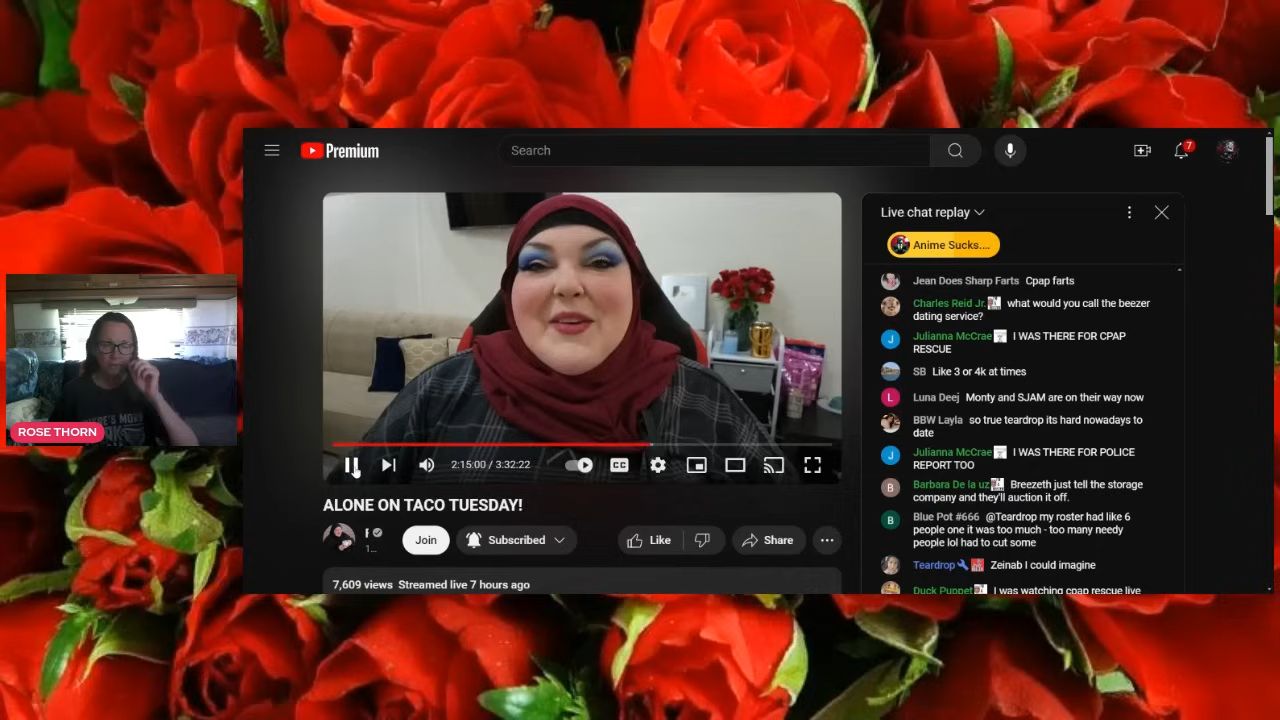 Premium
Search
7
Live chat replay
Anime Sucks....
Jean Does Sharp Farts Cpap farts
Charles Reid Jr. what would you call the beezer
dating service?
Julianna McCrae I WAS THERE FOR CPAP
RESCUE
SB Like 3 or 4k at times
Luna Deej Monty and SJAM are on their way now
BBW Layla so true teardrop its hard nowadays to
date
Julianna McCrae I WAS THERE FOR POLICE
REPORT TOO
Barbara De la uz Breezeth just tell the storage
company and they'll auction it off.
Blue Pot #666 @Teardrop my roster had like 6
people one it was too much - too many needy
people lol had to cut some
Teardrop Zeinab I could imagine
Duck Puppet I was watching cpap rescue live
ROSE THORN
2:15:00 / 3:32:22
CC
ALONE ON TACO TUESDAY!
1...
Join
Subscribed
Like
Share
7,609 views Streamed live 7 hours ago